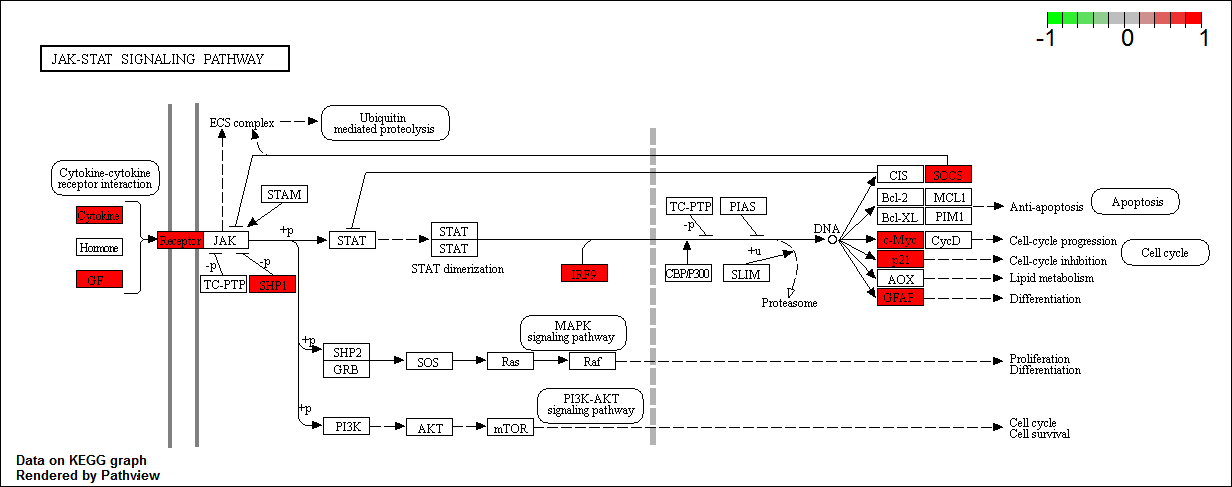 -1 0 1
JAK-STAT SIGNALING PATHWAY
ECS complex
Ubiquitin
mediated proteolysis
Cytokine-cytokine
receptor interaction
Cytokine
Hormone
GF
Receptor
JAK
STAM
+p
-p
-p
TC-PTP
SHP1
STAT
STAT
STAT
STAT dimerization
IRF9
TC-PTP
PIAS
-p
+u
CBP/P300
SLIM
Proteasome
DNA
CIS
SOCS
Bcl-2
MCL1
Bcl-XL
PIM1
c-Myc
CycD
p21
AOX
GFAP
Anti-apoptosis
Apoptosis
Cell-cycle progression
Cell-cycle inhibition
Cell cycle
Lipid metabolism
Differentiation
+p
SHP2
GRB
SOS
Ras
Raf
MAPK
signaling pathway
Proliferation
Differentiation
+p
PI3K
AKT
mTOR
PI3K-AKT
signaling pathway
Cell cycle
Cell survival
Data on KEGG graph
Rendered by Pathview